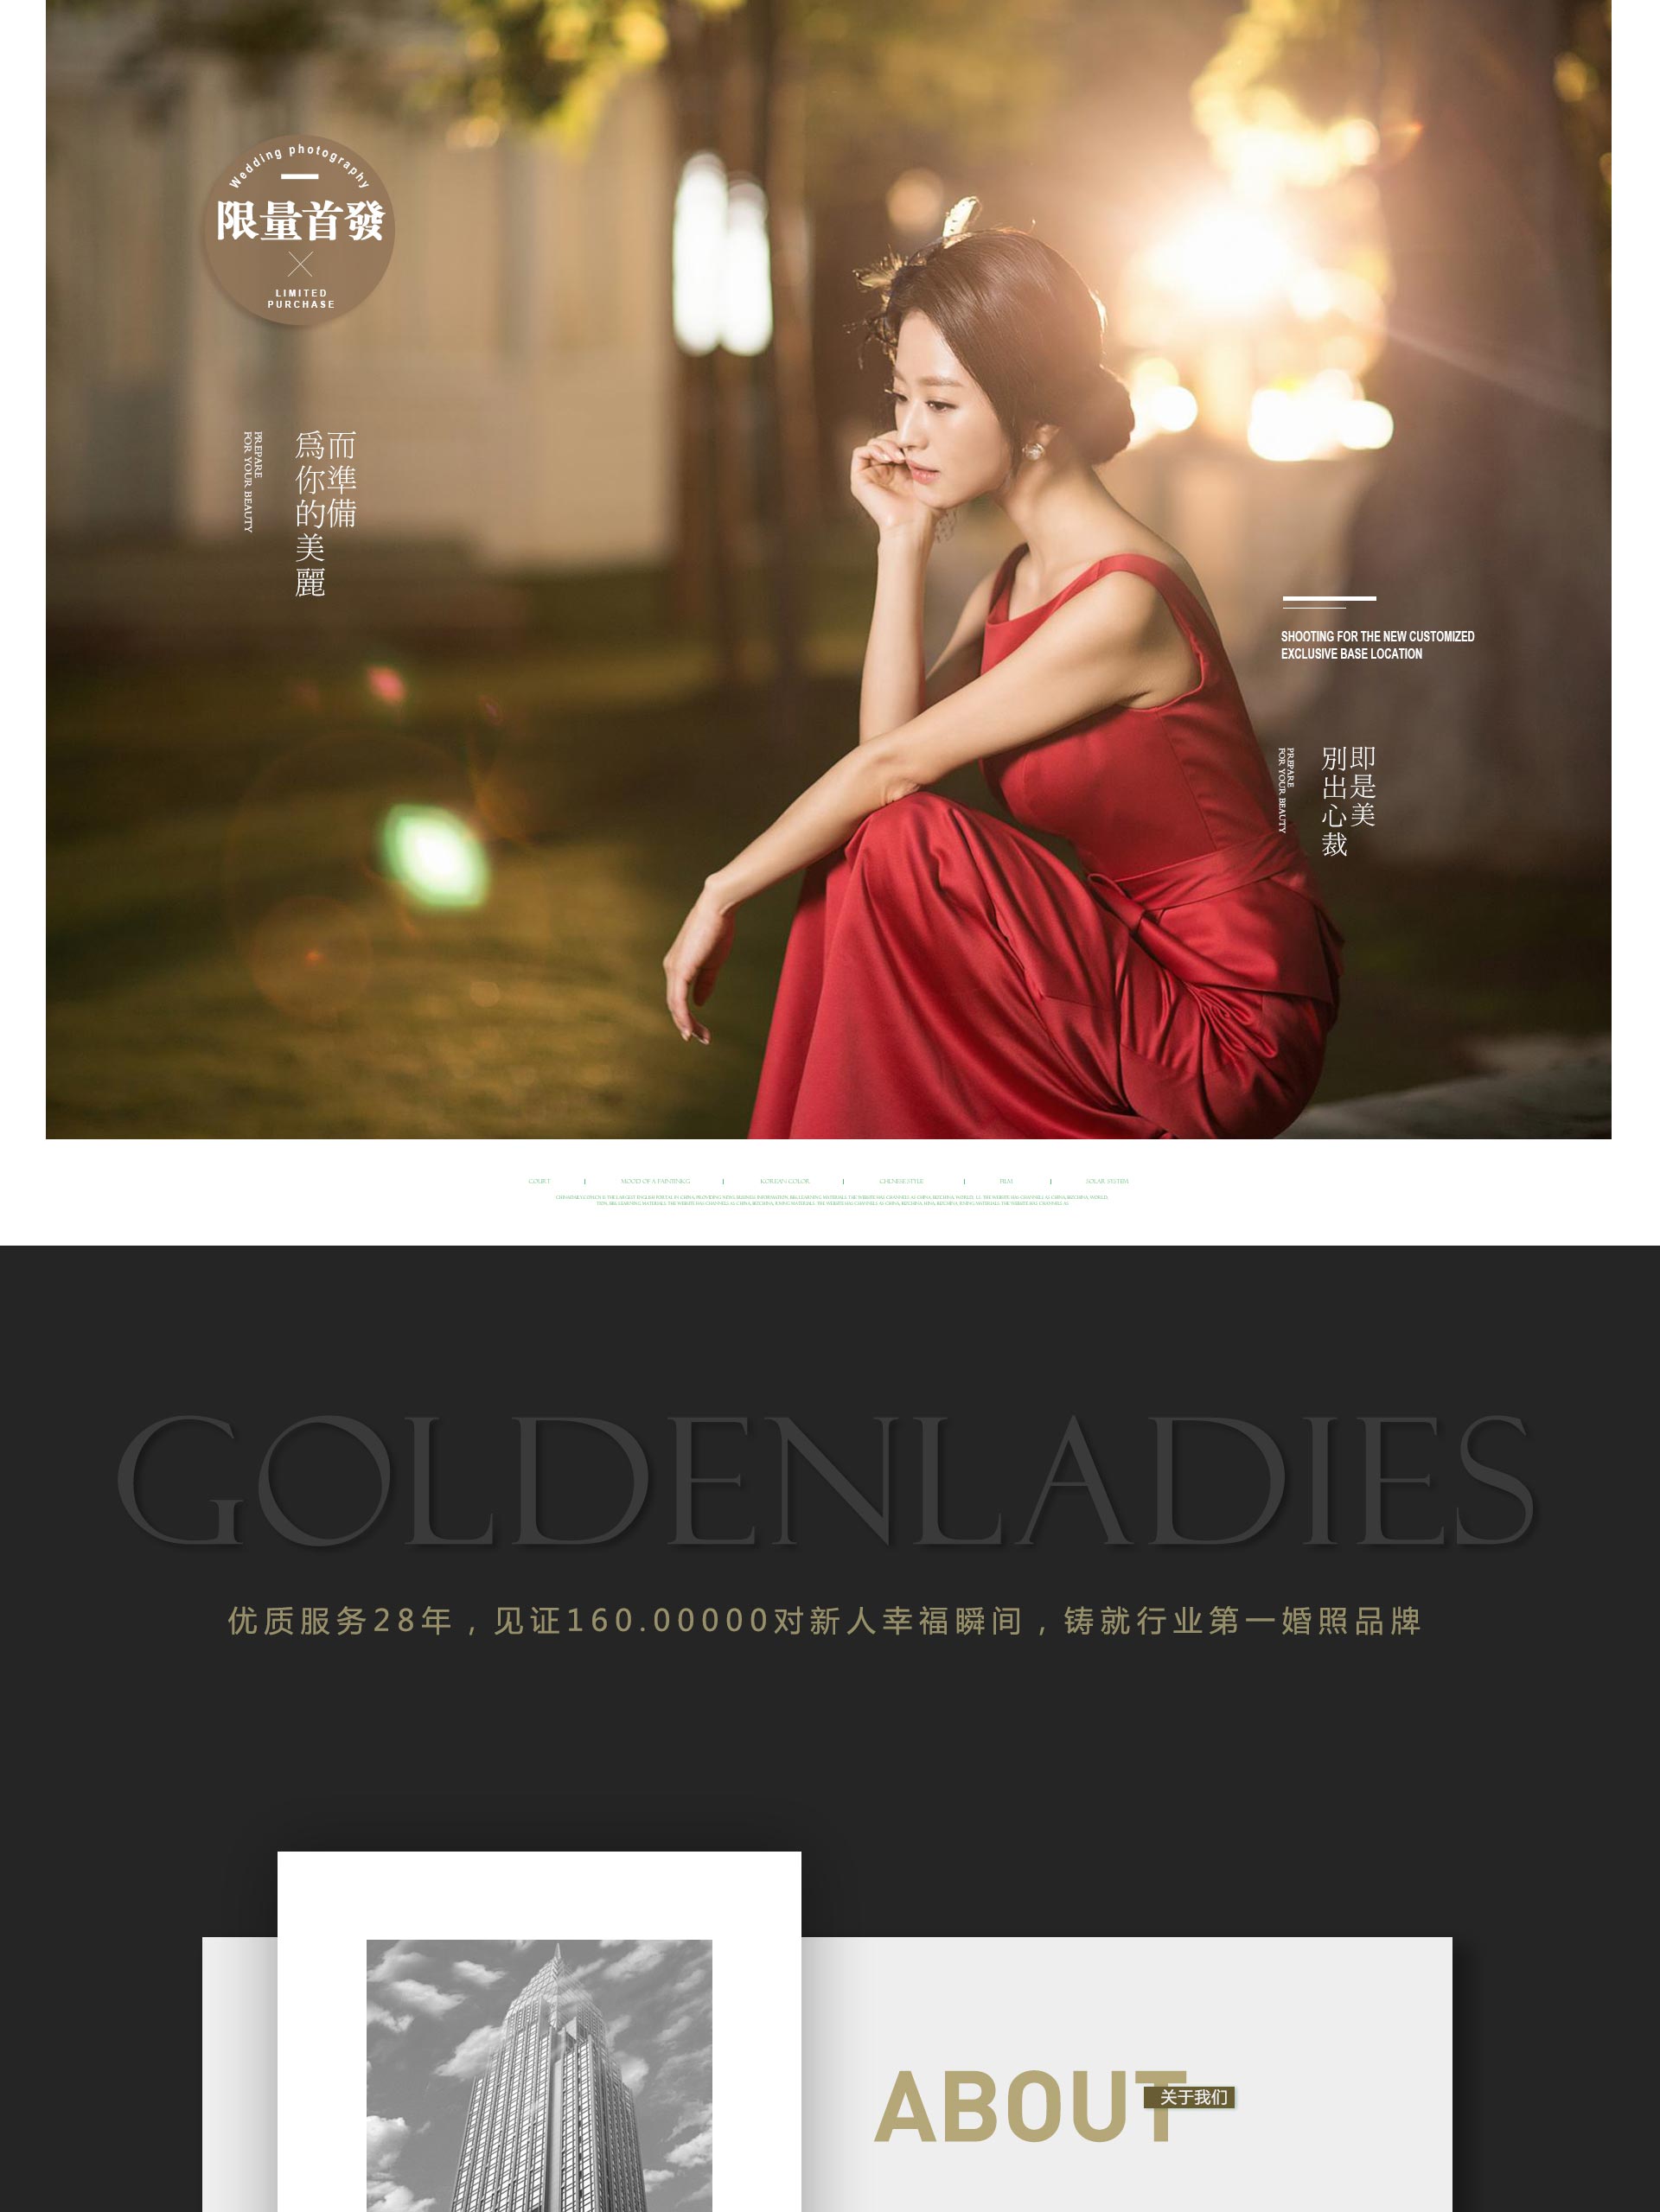 Wedding photography
限量首發
LIMITED
PURCHASE
而準備
為你的美麗
PREPARE
FOR YOUR BEAUTY
SHOOTING FOR THE NEW CUSTOMIZED
EXCLUSIVE BASE LOCATION
即是美
別出心裁
PREPARE
FOR YOUR BEAUTY
COURT | MOOD OF A PAINTINKG | KOREAN COLOR | CHENESE STYLE | FILM | SOLAR SYSTEM
GOLDENLADIES
优质服务28年，见证160.00000对新人幸福瞬间，铸就行业第一婚照品牌
ABOUT
关于我们